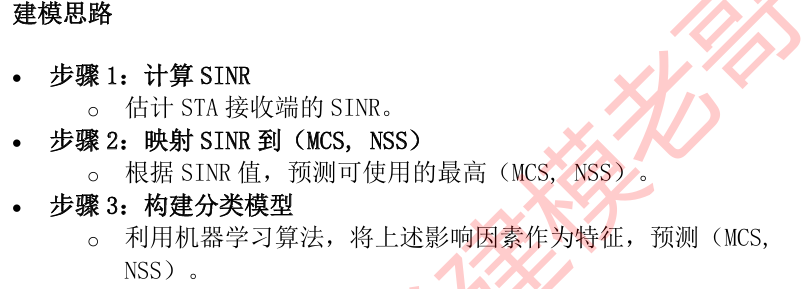 建模思路
• 步骤 1：计算 SINR
o 估计 STA 接收端的 SINR。
• 步骤 2：映射 SINR 到（MCS, NSS）
o 根据 SINR 值，预测可使用的最高（MCS, NSS）。
• 步骤 3：构建分类模型
o 利用机器学习算法，将上述影响因素作为特征，预测（MCS,
NSS）。
建模老哥